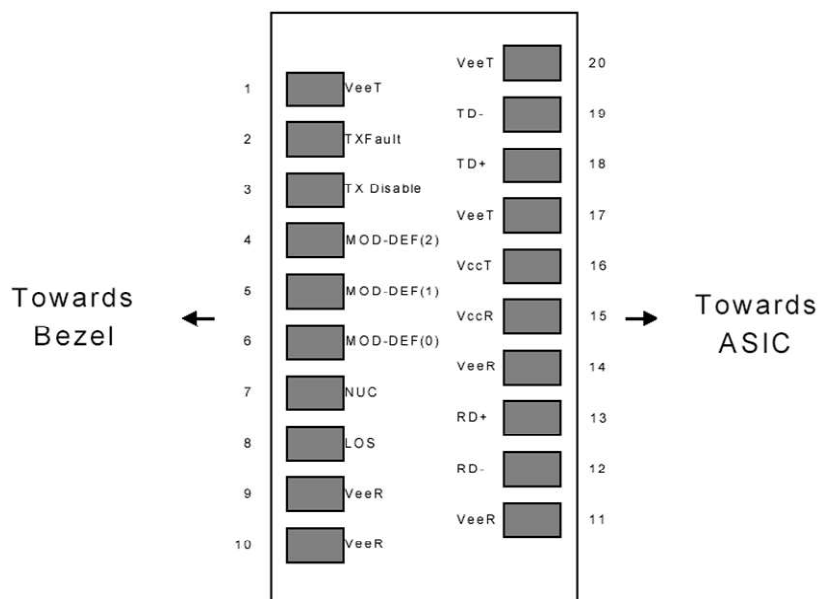 VeeT 20
1 VeeT
TD- 19
2 TXFault
TD+ 18
3 TX Disable
VeeT 17
4 MOD-DEF(2)
VccT 16
5 MOD-DEF(1)
Towards
Bezel
VccR 15
Towards
ASIC
6 MOD-DEF(0)
VeeR 14
7 NUC
RD+ 13
8 LOS
RD- 12
9 VeeR
VeeR 11
10 VeeR